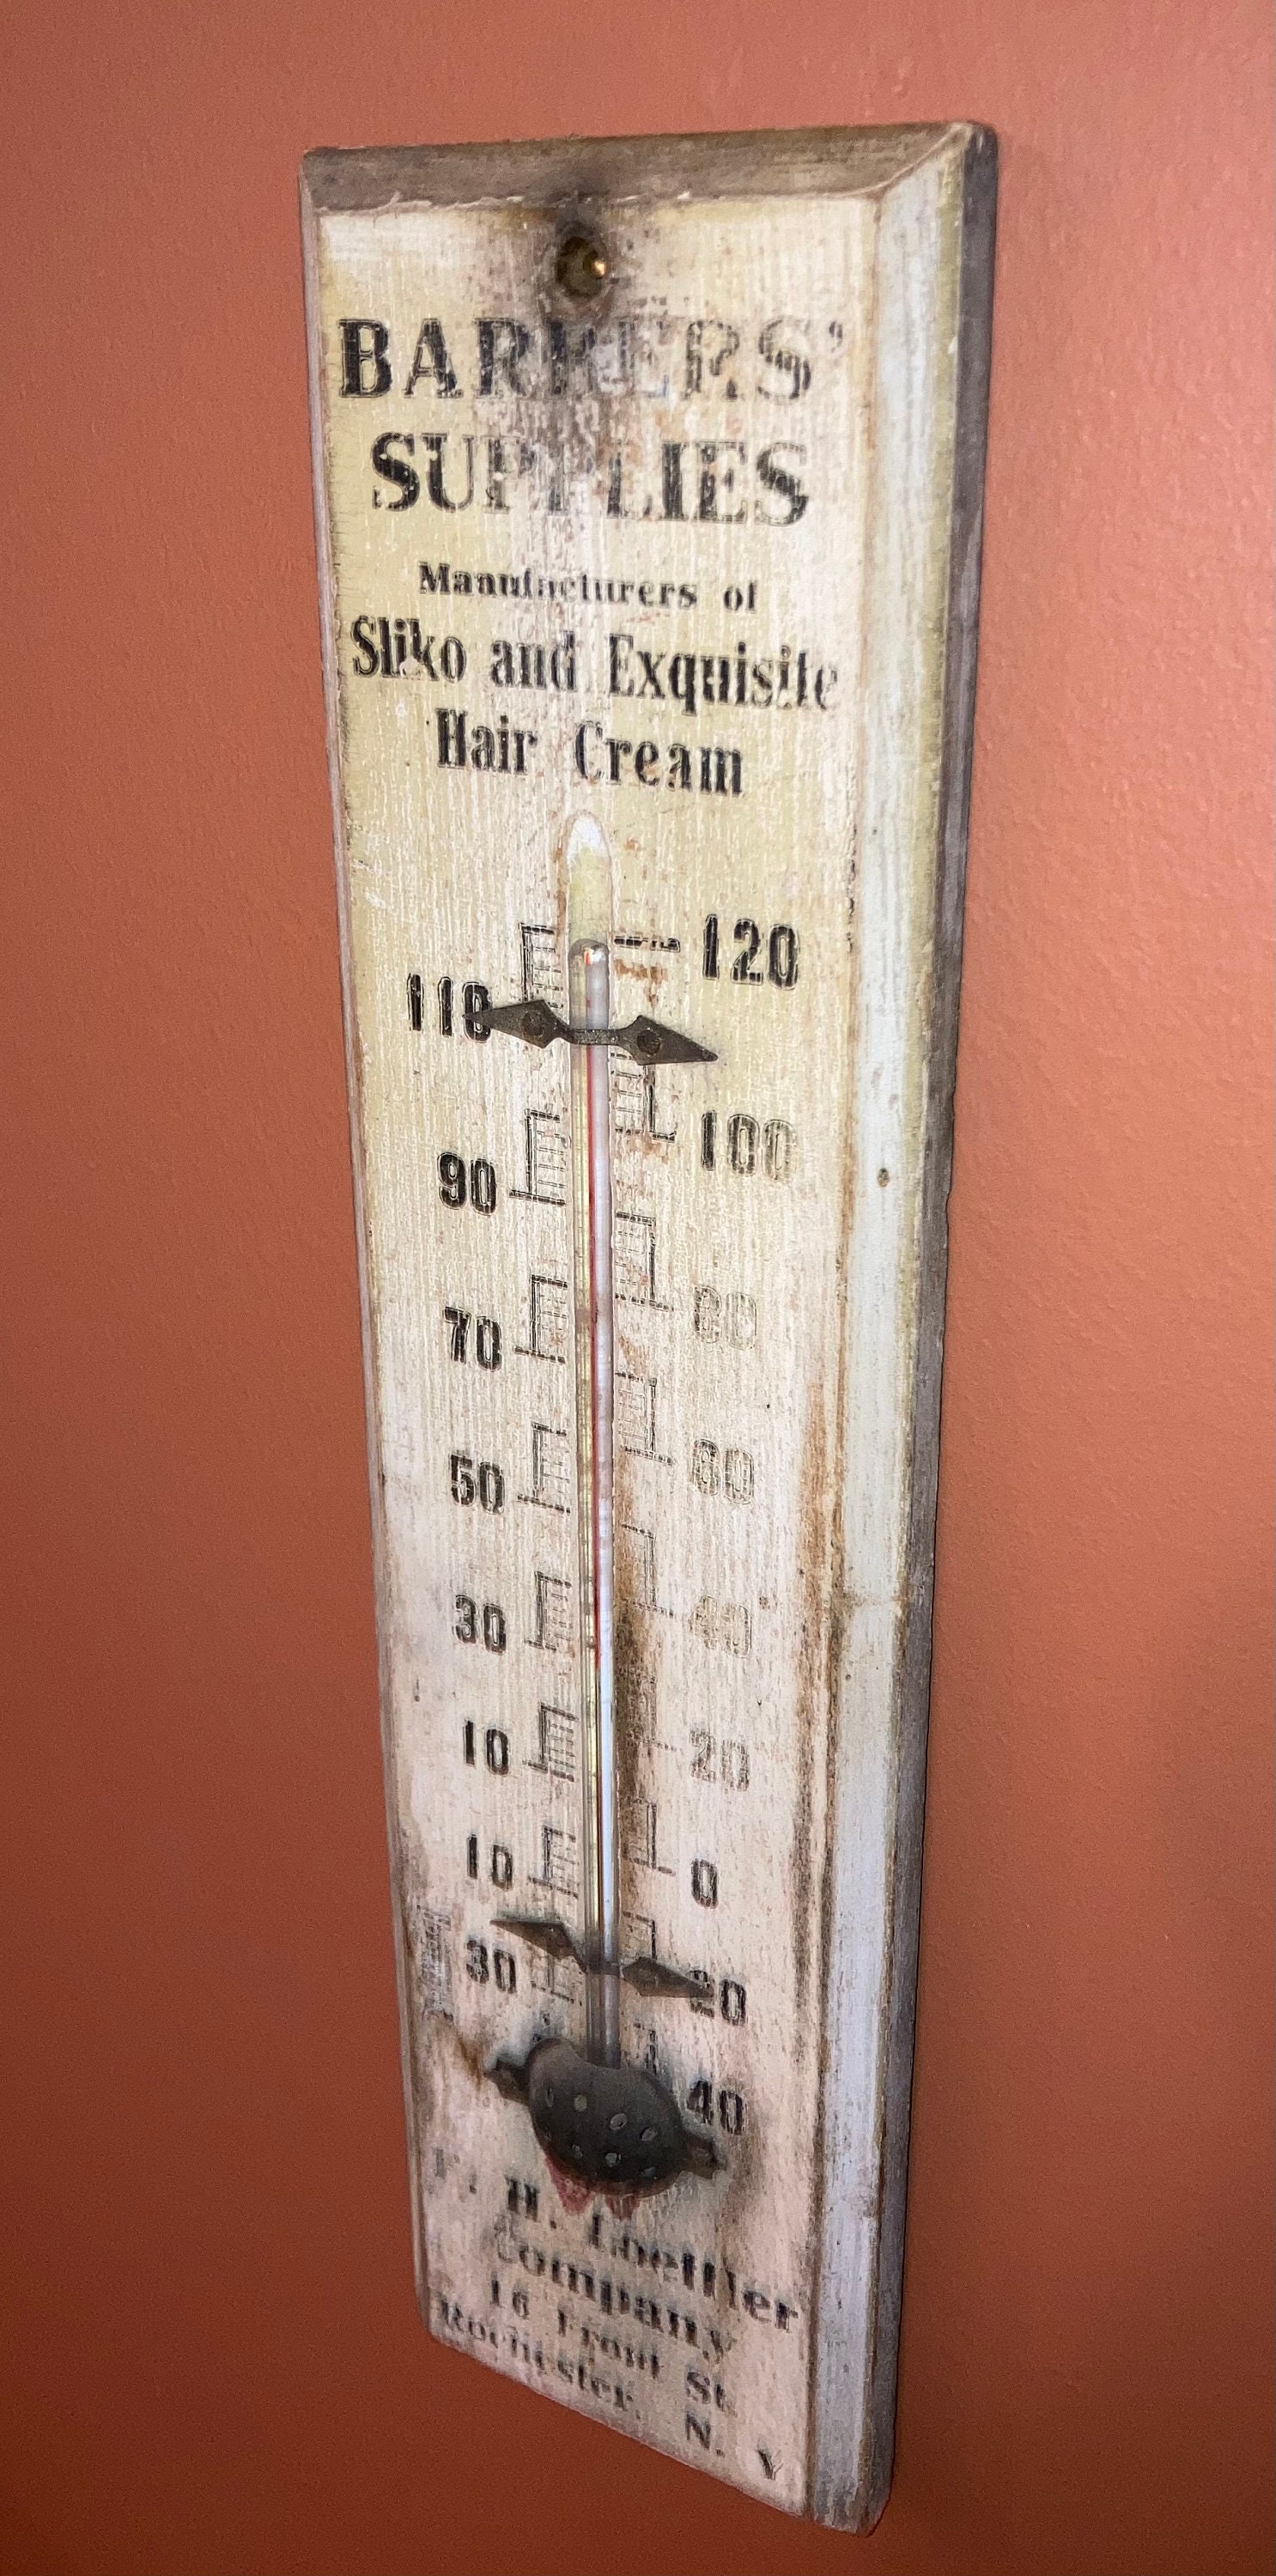 BARBERS'
SUPPLIES
Manufacturers of
Sliko and Exquisite
Hair Cream
120
110
100
90
80
70
60
50
40
30
20
10
0
10
20
30
40
H. Loeffler
Company
16 Front St.
Rochester, N. Y